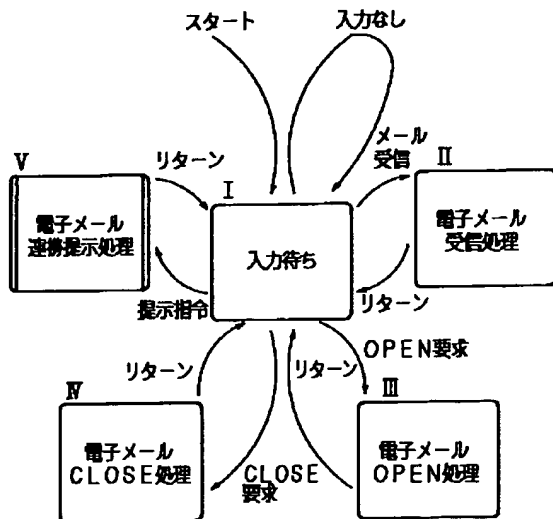 スタート
入力なし
メール
受信
Ⅱ
Ⅴ
リターン
Ⅰ
電子メール
連携提示処理
入力待ち
電子メール
受信処理
提示指令
リターン
OPEN要求
リターン
リターン
Ⅳ
Ⅲ
電子メール
CLOSE処理
CLOSE
要求
電子メール
OPEN処理